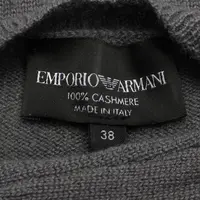 EMPORIO ARMANI
100% CASHMERE
MADE IN ITALY
38